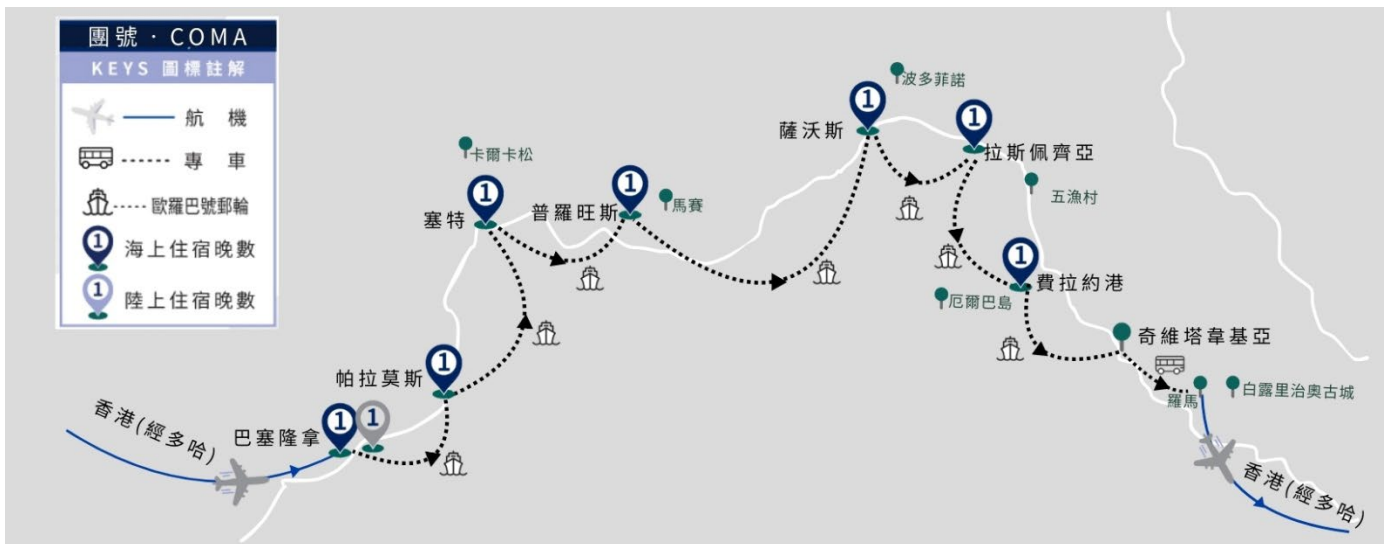 團號．COMA
KEYS 圖標註解
航 機
專 車
歐羅巴號郵輪
1 海上住宿晚數
1 陸上住宿晚數
香港(經多哈)
巴塞隆拿
1
1
帕拉莫斯
1
塞特
1
卡爾卡松
普羅旺斯
1
馬賽
薩沃斯
1
波多菲諾
1
拉斯佩齊亞
五漁村
1
費拉約港
厄爾巴島
奇維塔韋基亞
羅馬
白露里治奧古城
香港(經多哈)